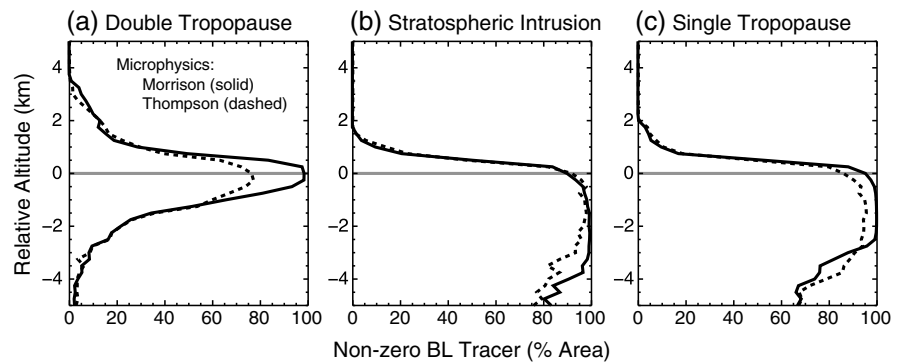 (a) Double Tropopause
(b) Stratospheric Intrusion
(c) Single Tropopause
Microphysics:
Morrison (solid)
Thompson (dashed)
Relative Altitude (km)
4
2
0
−2
−4
0 20 40 60 80 100
4
2
0
−2
−4
0 20 40 60 80 100
4
2
0
−2
−4
0 20 40 60 80 100
Non-zero BL Tracer (% Area)